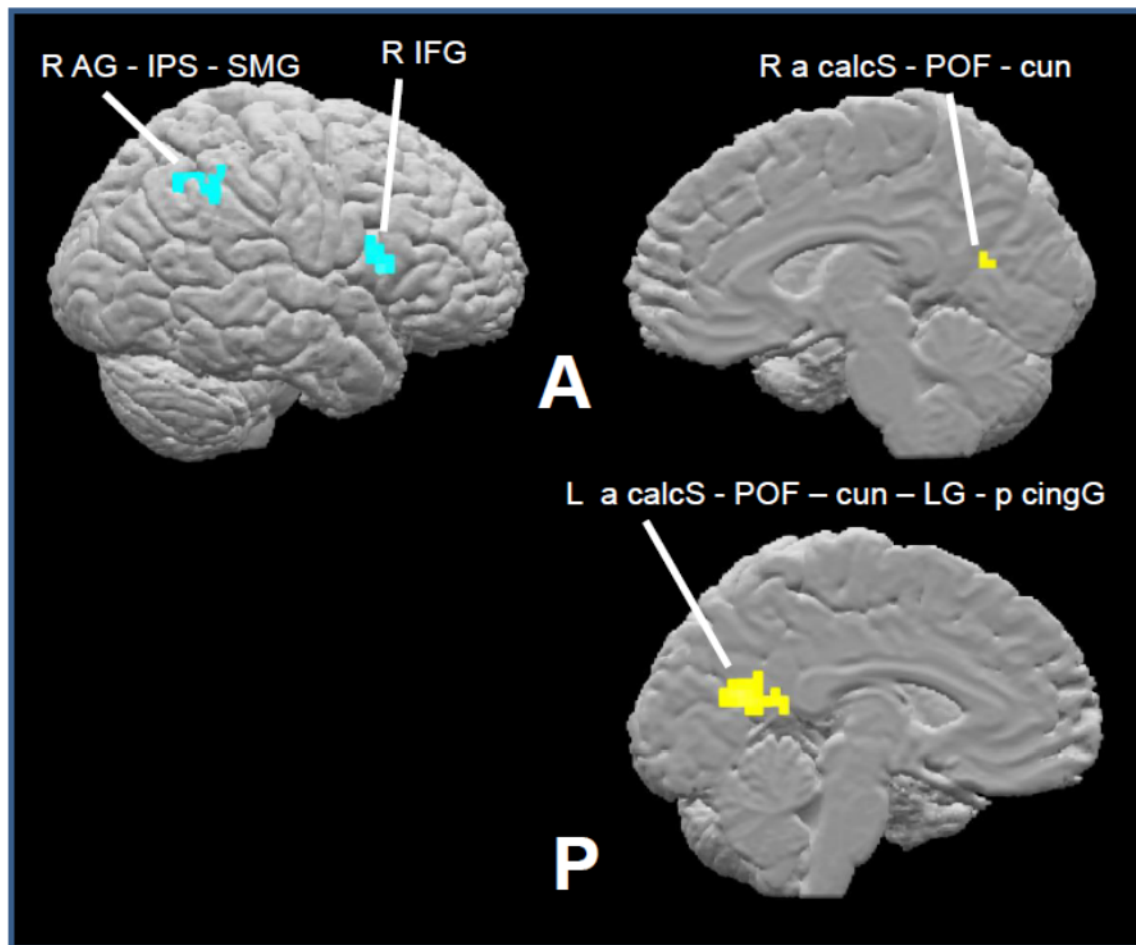 R AG - IPS - SMG
R IFG
R a calcS - POF - cun
A
L a calcS - POF – cun – LG - p cingG
P